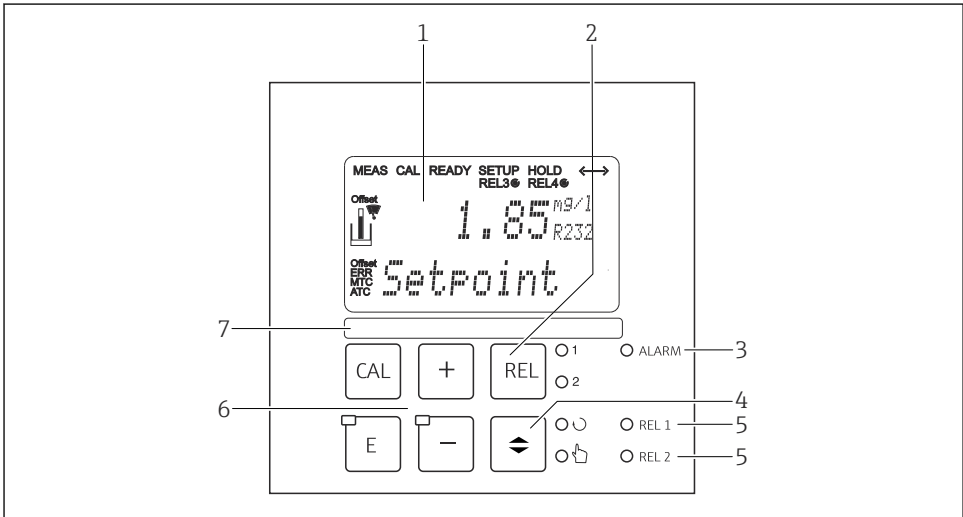 1 2
MEAS CAL READY SETUP HOLD
REL3 REL4
Offset
1.85 mg/l
R232
Offset
ERR
MTC
ATC
Setpoint
7
CAL + REL 1 ALARM 3
2
6 4
E – REL 1 5
REL 2 5